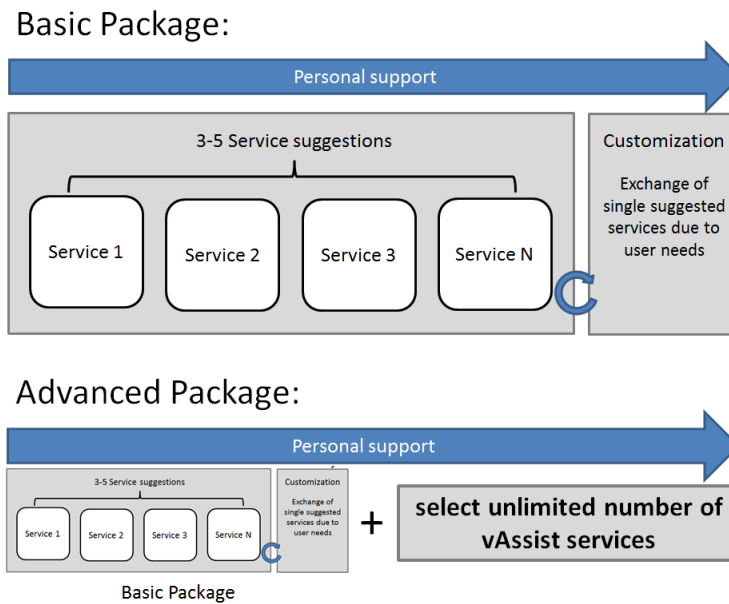 Basic Package:
Personal support
3-5 Service suggestions
Service 1
Service 2
Service 3
Service N
Customization
Exchange of
single suggested
services due to
user needs
Advanced Package:
Personal support
3-5 Service suggestions
Service 1
Service 2
Service 3
Service N
Customization
Exchange of
single suggested
services due to
user needs
+
select unlimited number of
vAssist services
Basic Package